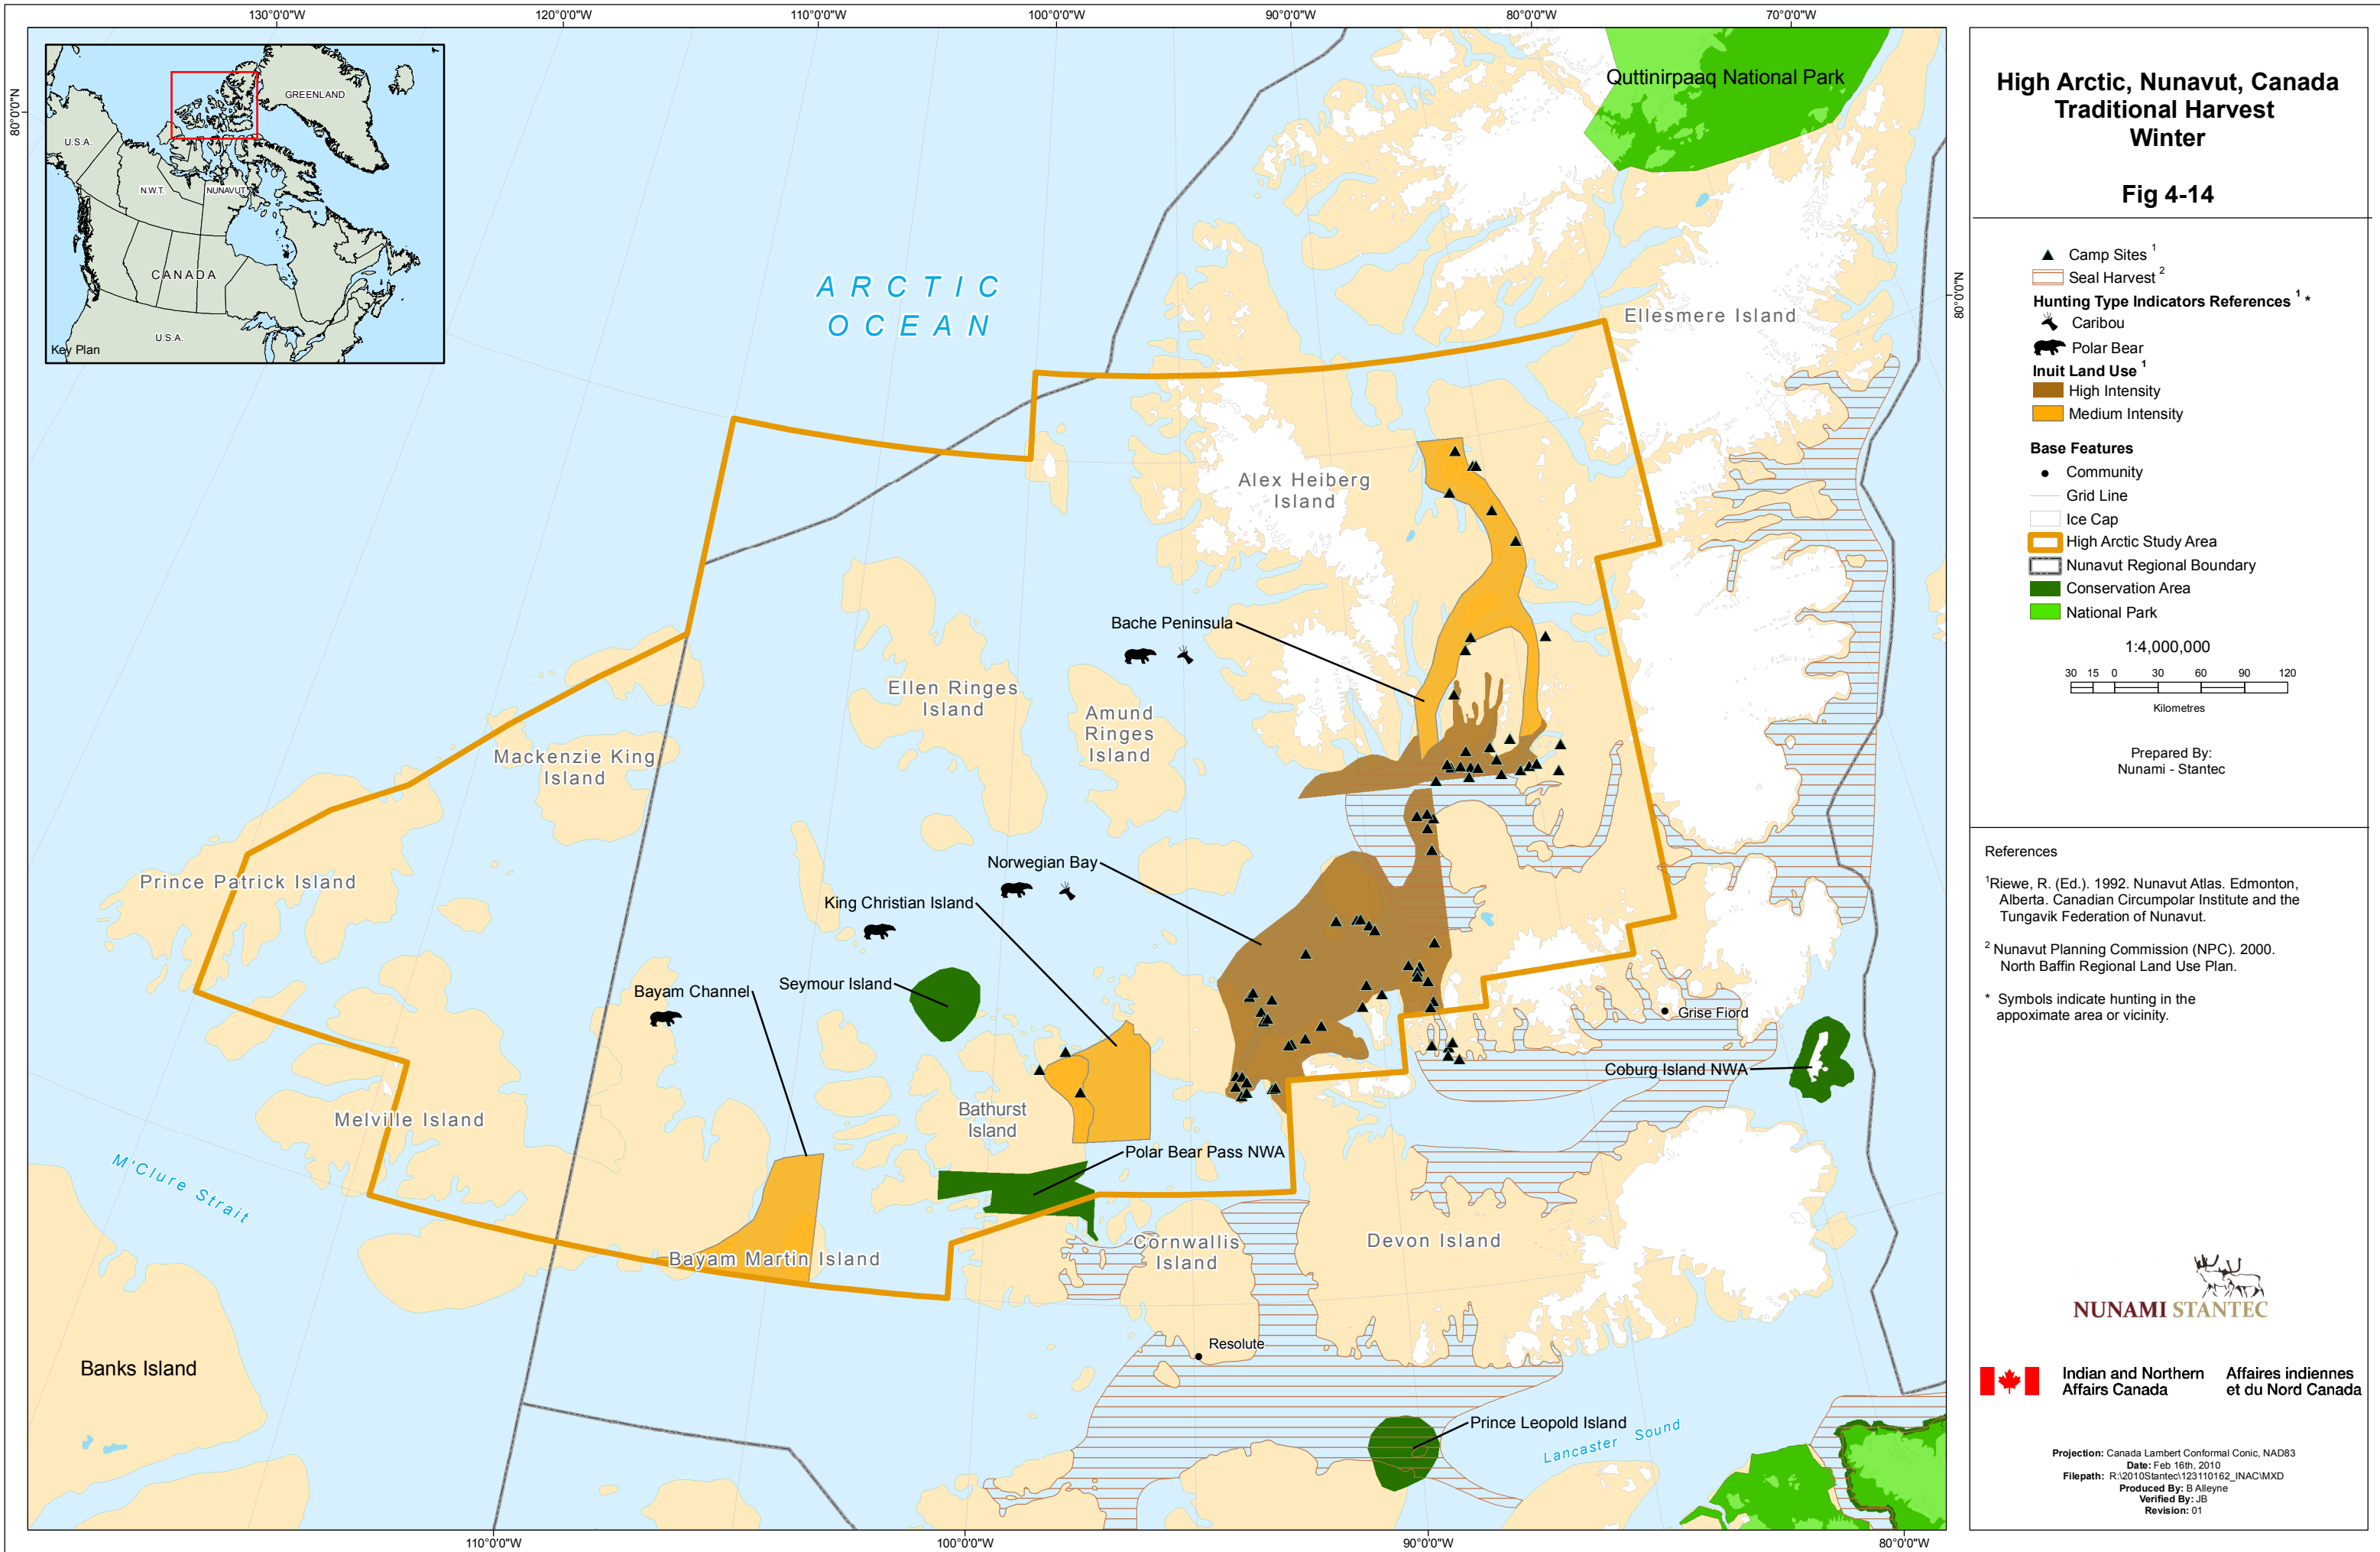 130°0'0"W
120°0'0"W
110°0'0"W
100°0'0"W
90°0'0"W
80°0'0"W
70°0'0"W
80°0'0"N
80°0'0"N
GREENLAND
U.S.A.
N.W.T.
NUNAVUT
CANADA
U.S.A.
Key Plan
ARCTIC
OCEAN
Quttinirpaaq National Park
Ellesmere Island
Alex Heiberg
Island
Bache Peninsula
Ellen Ringes
Island
Amund
Ringes
Island
Mackenzie King
Island
Prince Patrick Island
Norwegian Bay
King Christian Island
Seymour Island
Bayam Channel
Grise Fiord
Coburg Island NWA
Melville Island
Bathurst
Island
Polar Bear Pass NWA
M'Clure Strait
Bayam Martin Island
Cornwallis
Island
Devon Island
Resolute
Banks Island
Prince Leopold Island
Lancaster Sound
110°0'0"W
100°0'0"W
90°0'0"W
80°0'0"W
High Arctic, Nunavut, Canada
Traditional Harvest
Winter
Fig 4-14
Camp Sites 1
Seal Harvest 2
Hunting Type Indicators References 1 *
Caribou
Polar Bear
Inuit Land Use 1
High Intensity
Medium Intensity
Base Features
Community
Grid Line
Ice Cap
High Arctic Study Area
Nunavut Regional Boundary
Conservation Area
National Park
1:4,000,000
30 15 0 30 60 90 120
Kilometres
Prepared By:
Nunami - Stantec
References
1Riewe, R. (Ed.). 1992. Nunavut Atlas. Edmonton,
Alberta. Canadian Circumpolar Institute and the
Tungavik Federation of Nunavut.
2 Nunavut Planning Commission (NPC). 2000.
North Baffin Regional Land Use Plan.
* Symbols indicate hunting in the
appoximate area or vicinity.
NUNAMI STANTEC
Indian and Northern
Affairs Canada
Affaires indiennes
et du Nord Canada
Projection: Canada Lambert Conformal Conic, NAD83
Date: Feb 16th, 2010
Filepath: R:\2010Stantec\123110162_INAC\MXD
Produced By: B Alleyne
Verified By: JB
Revision: 01